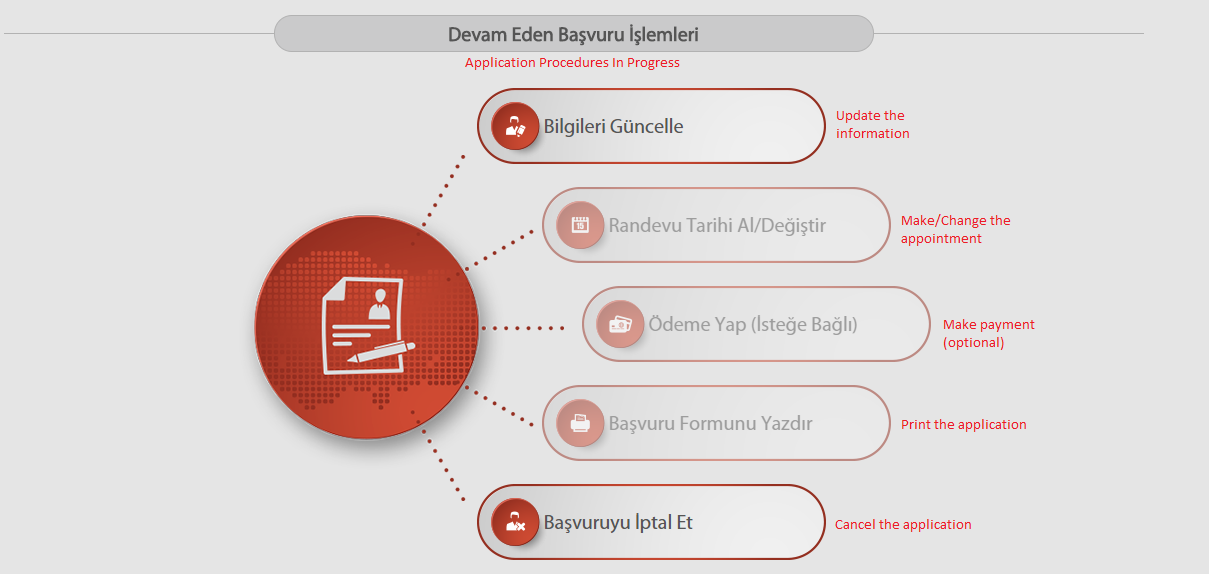 Devam Eden Başvuru İşlemleri
Application Procedures In Progress
Bilgileri Güncelle
Update the
information
15
Randevu Tarihi Al/Değiştir
Make/Change the
appointment
Ödeme Yap (İsteğe Bağlı)
Make payment
(optional)
Başvuru Formunu Yazdır
Print the application
Başvuruyu İptal Et
Cancel the application